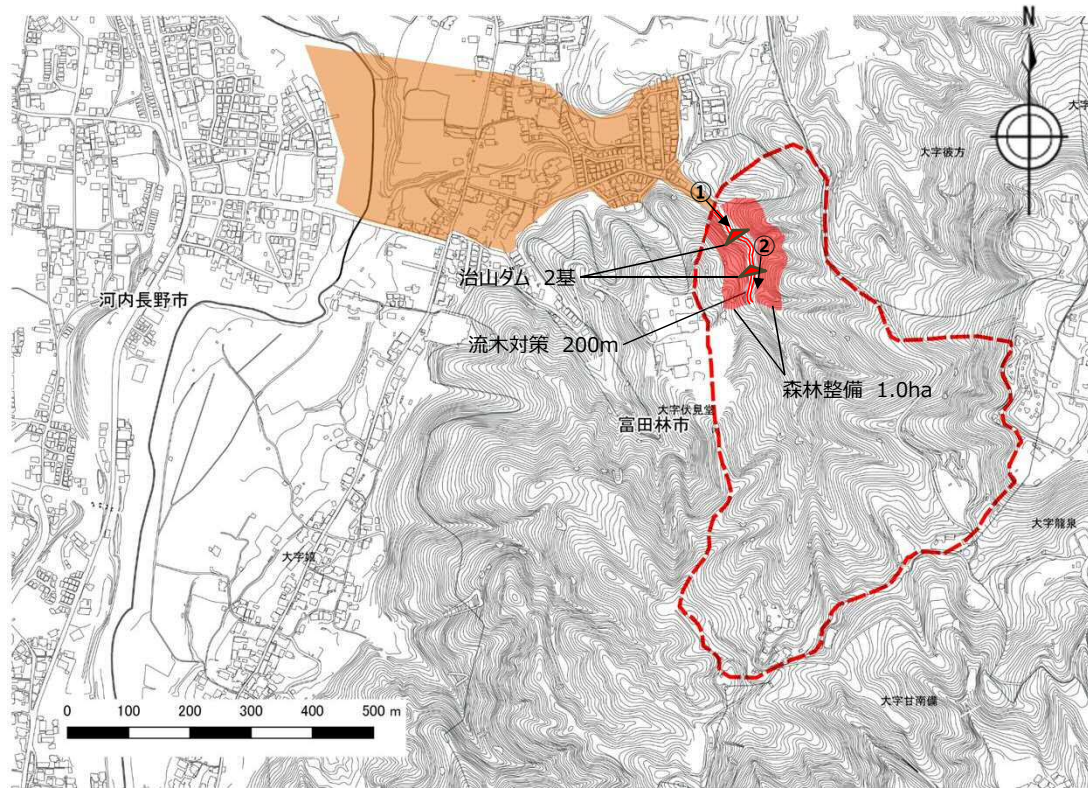 N
大字
大字彼方
①
②
治山ダム 2基
河内長野市
流木対策 200m
森林整備 1.0ha
大字伏見堂
富田林市
大字龍泉
大字嬉
大字甘南備
0 100 200 300 400 500 m